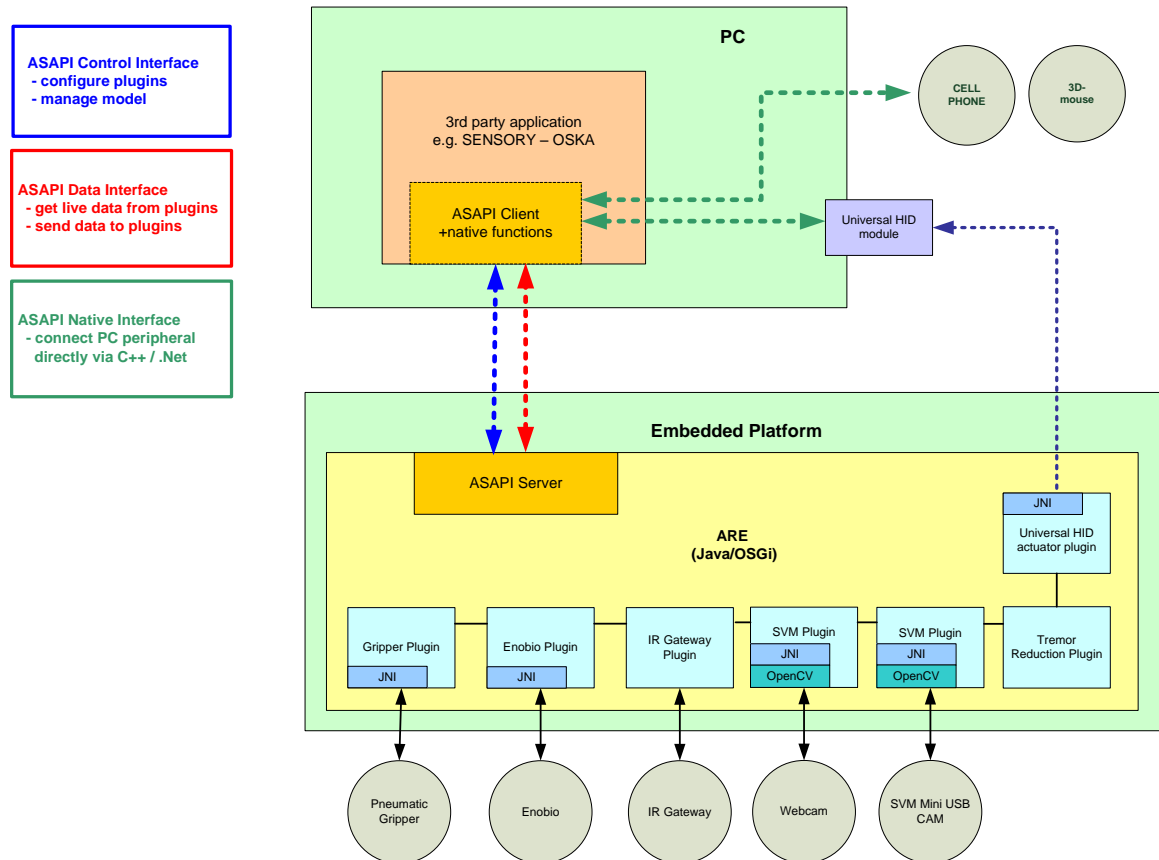 ASAPI Control Interface
- configure plugins
- manage model
ASAPI Data Interface
- get live data from plugins
- send data to plugins
ASAPI Native Interface
- connect PC peripheral
directly via C++ / .Net
PC
3rd party application
e.g. SENSORY – OSKA
ASAPI Client
+native functions
CELL
PHONE
3D-
mouse
Universal HID
module
Embedded Platform
ASAPI Server
ARE
(Java/OSGi)
JNI
Universal HID
actuator plugin
Gripper Plugin
JNI
Enobio Plugin
JNI
IR Gateway
Plugin
SVM Plugin
JNI
OpenCV
SVM Plugin
JNI
OpenCV
Tremor
Reduction Plugin
Pneumatic
Gripper
Enobio
IR Gateway
Webcam
SVM Mini USB
CAM